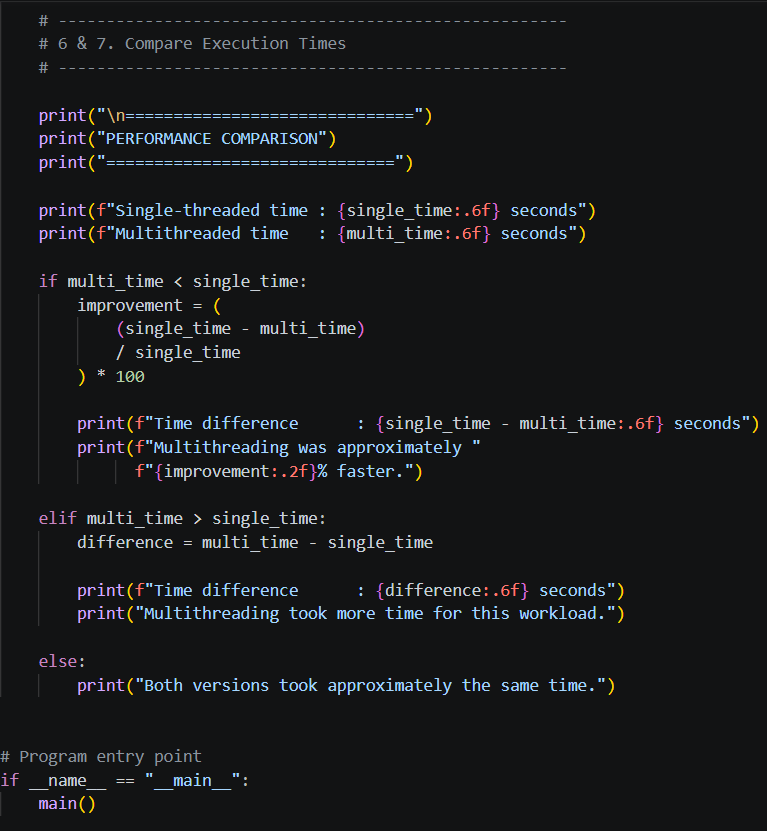 # -----------------------------------------------------
# 6 & 7. Compare Execution Times
# -----------------------------------------------------
print("\n==============================")
print("PERFORMANCE COMPARISON")
print("==============================")
print(f"Single-threaded time : {single_time:.6f} seconds")
print(f"Multithreaded time   : {multi_time:.6f} seconds")
if multi_time < single_time:
improvement = (
(single_time - multi_time)
/ single_time
) * 100
print(f"Time difference      : {single_time - multi_time:.6f} seconds")
print(f"Multithreading was approximately "
f"{improvement:.2f}% faster.")
elif multi_time > single_time:
difference = multi_time - single_time
print(f"Time difference      : {difference:.6f} seconds")
print("Multithreading took more time for this workload.")
else:
print("Both versions took approximately the same time.")
# Program entry point
if __name__ == "__main__":
main()